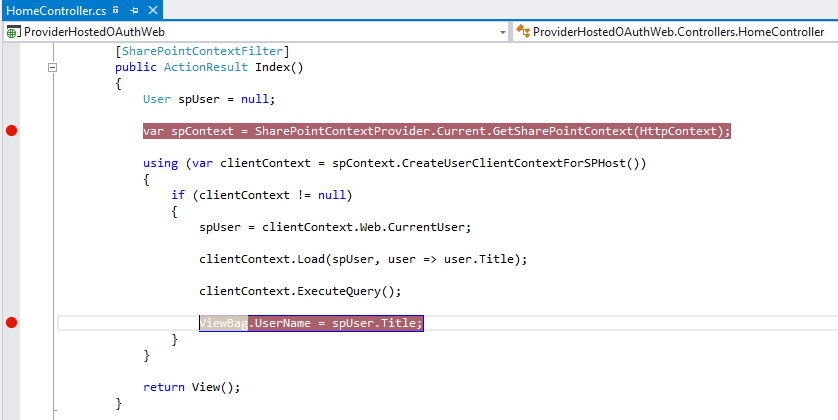 HomeController.cs
ProviderHostedOAuthWeb
ProviderHostedOAuthWeb.Controllers.HomeController
[SharePointContextFilter]
public ActionResult Index()
{
User spUser = null;
var spContext = SharePointContextProvider.Current.GetSharePointContext(HttpContext);
using (var clientContext = spContext.CreateUserClientContextForSPHost())
{
if (clientContext != null)
{
spUser = clientContext.Web.CurrentUser;
clientContext.Load(spUser, user => user.Title);
clientContext.ExecuteQuery();
ViewBag.UserName = spUser.Title;
}
}
return View();
}